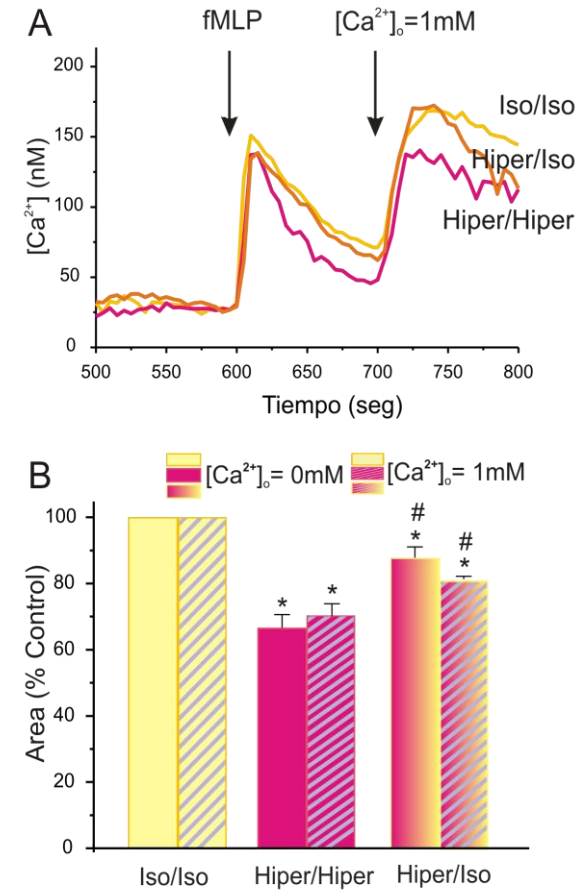 A
fMLP
[Ca²⁺]ₒ=1mM
200
150
100
50
0
[Ca²⁺] (nM)
Iso/Iso
Hiper/Iso
Hiper/Hiper
500 550 600 650 700 750 800
Tiempo (seg)
B
[Ca²⁺]ₒ= 0mM
[Ca²⁺]ₒ= 1mM
100
80
60
40
20
0
Area (% Control)
* * # * # *
Iso/Iso Hiper/Hiper Hiper/Iso